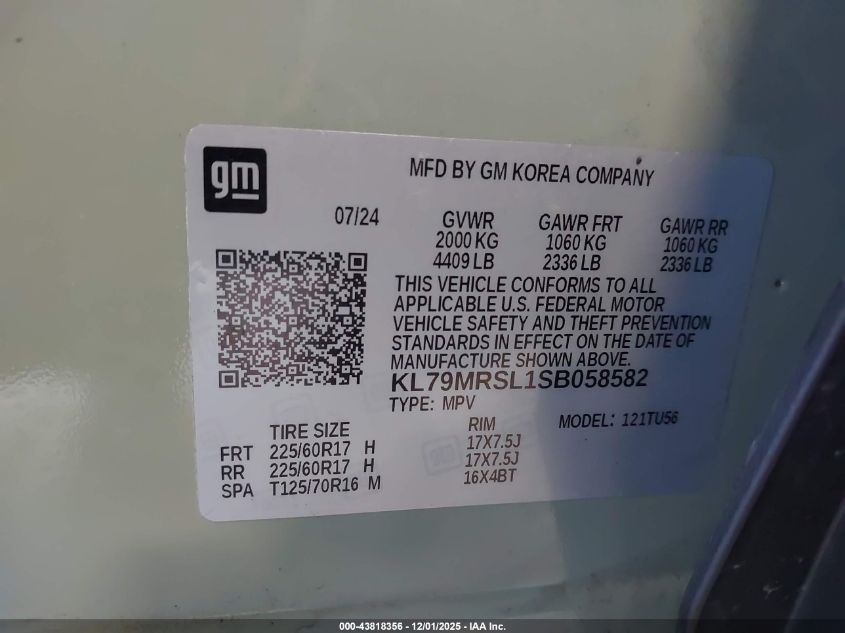 gm
MFD BY GM KOREA COMPANY
07/24 GVWR GAWR FRT GAWR RR
2000 KG 1060 KG 1060 KG
4409 LB 2336 LB 2336 LB
THIS VEHICLE CONFORMS TO ALL
APPLICABLE U.S. FEDERAL MOTOR
VEHICLE SAFETY AND THEFT PREVENTION
STANDARDS IN EFFECT ON THE DATE OF
MANUFACTURE SHOWN ABOVE.
KL79MRSL1SB058582
TYPE: MPV MODEL: 121TU56
TIRE SIZE RIM
FRT 225/60R17 H 17X7.5J
RR 225/60R17 H 17X7.5J
SPA T125/70R16 M 16X4BT
000-43818356 - 12/01/2025 - IAA Inc.